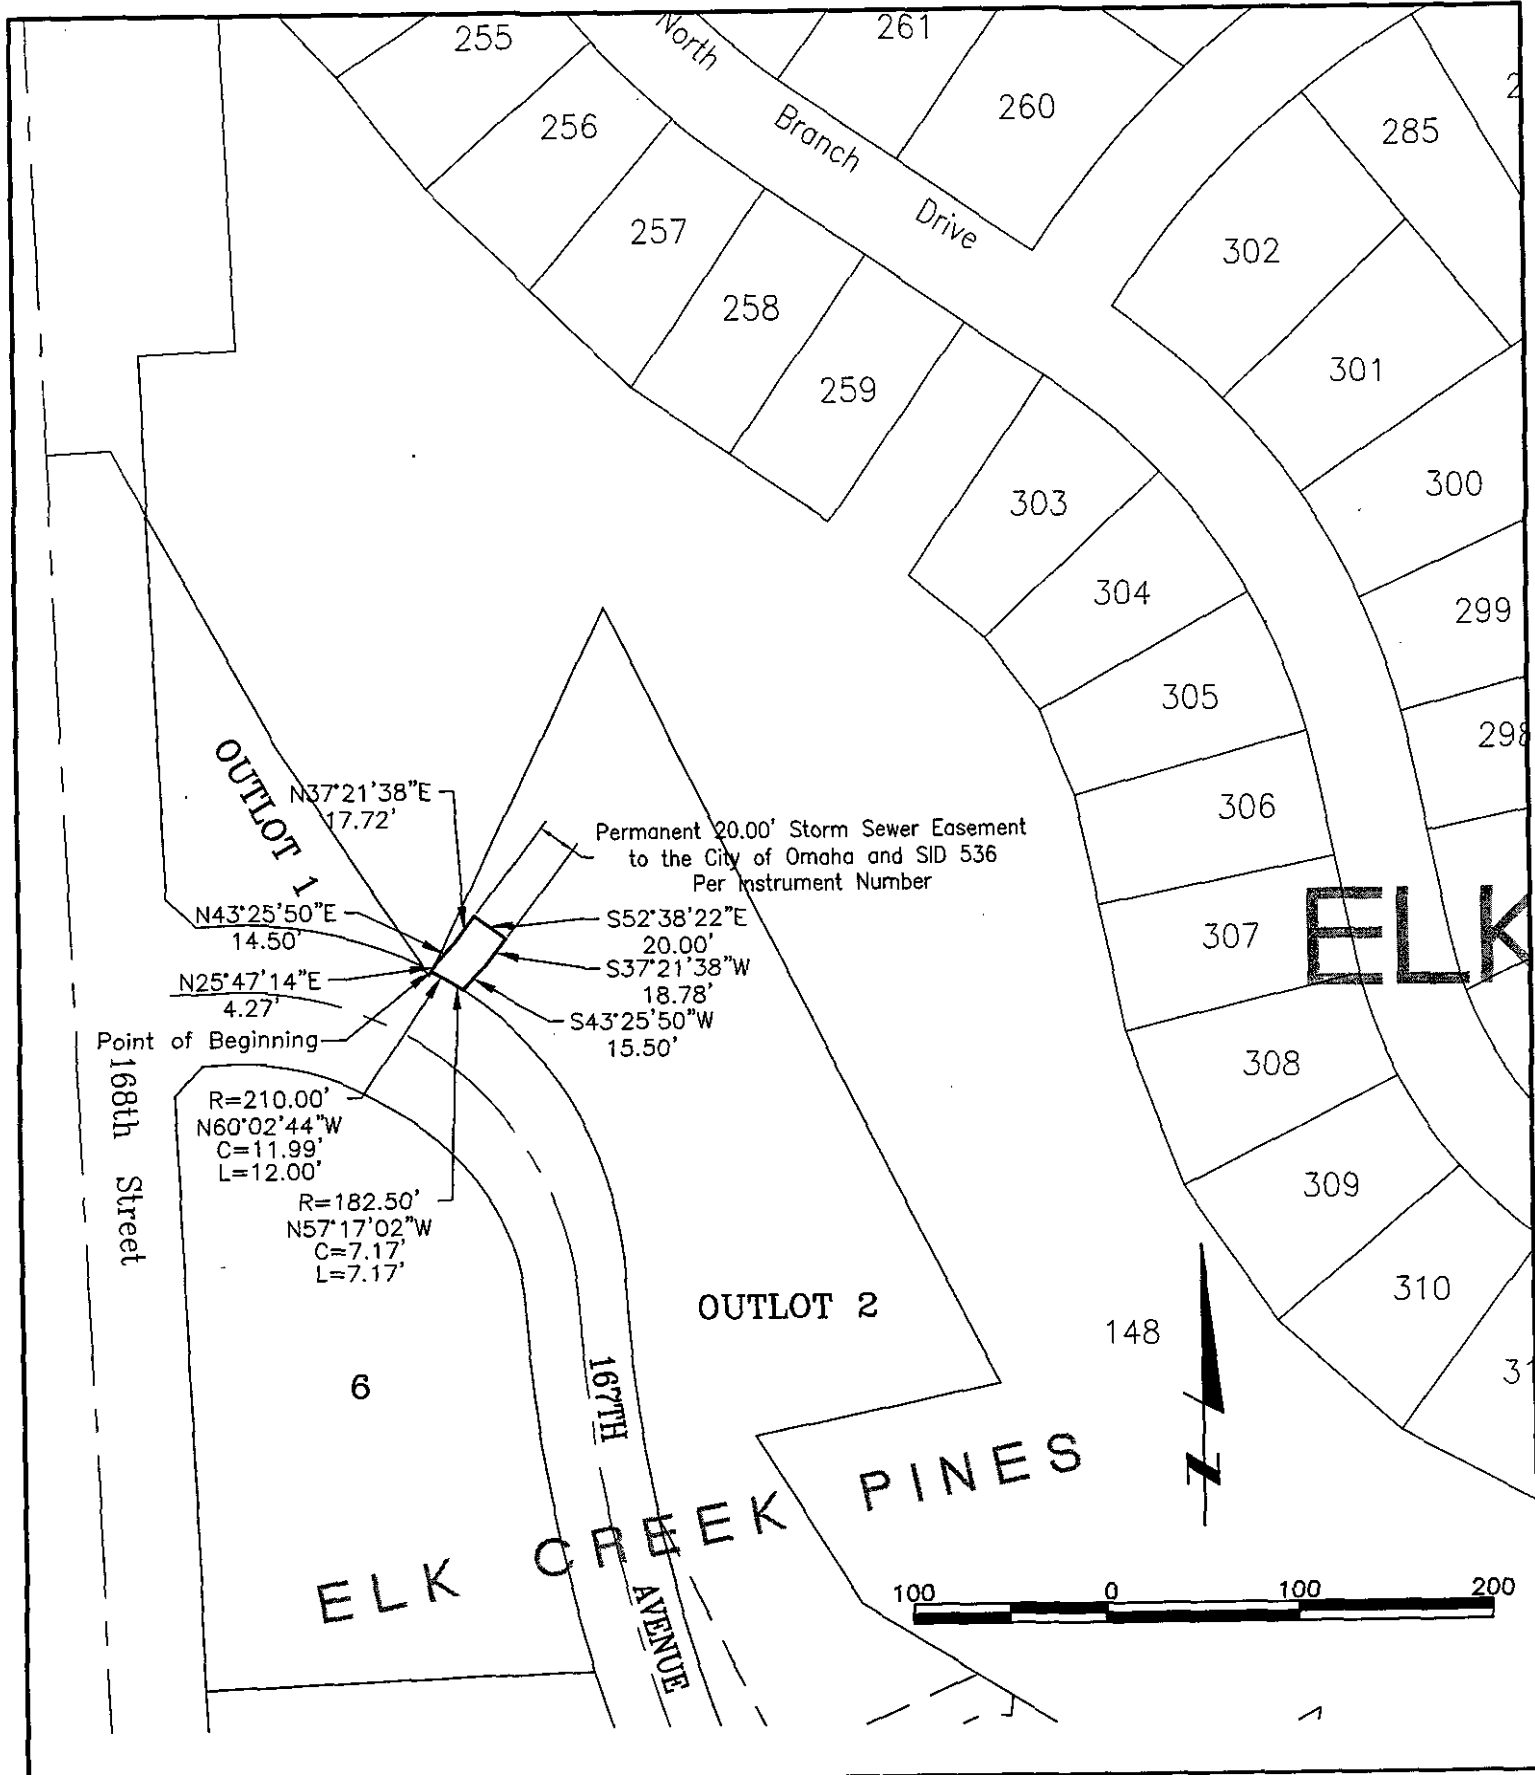 255
North
261
256
Branch
260
285
257
Drive
302
258
301
259
303
300
304
299
305
298
OUTLOT 1
N37°21'38"E
17.72'
306
Permanent 20.00' Storm Sewer Easement
to the City of Omaha and SID 536
Per Instrument Number
N43°25'50"E
14.50'
S52°38'22"E
20.00'
307
ELK
S37°21'38"W
18.78'
N25°47'14"E
4.27'
S43°25'50"W
15.50'
Point of Beginning
308
168th Street
R=210.00'
N60°02'44"W
C=11.99'
L=12.00'
R=182.50'
N57°17'02"W
C=7.17'
L=7.17'
309
OUTLOT 2
310
148
6
167TH
31
N
ELK CREEK PINES
AVENUE
100 0 100 200